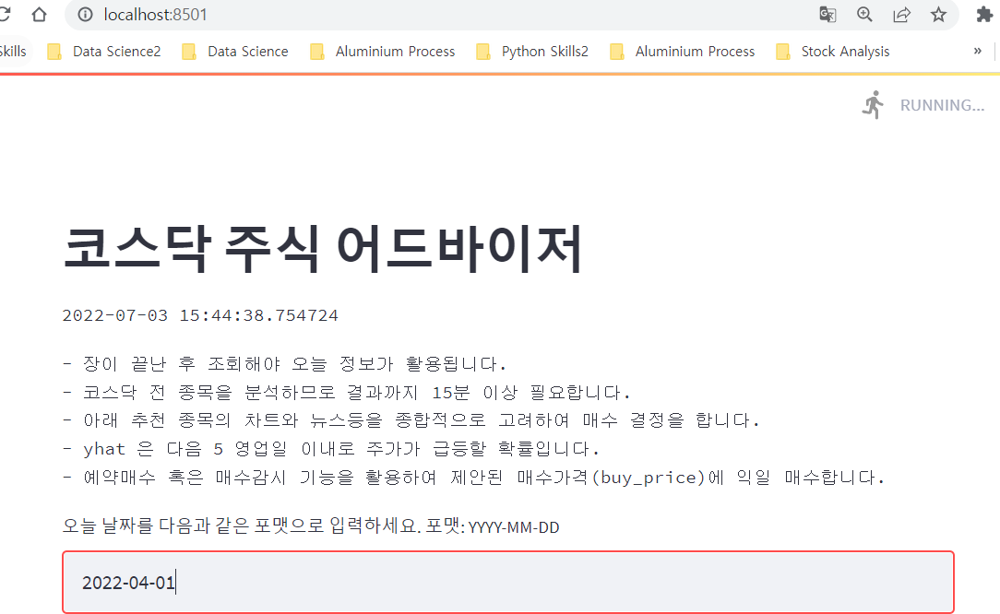 localhost:8501
Skills Data Science2 Data Science Aluminium Process Python Skills2 Aluminium Process Stock Analysis »
RUNNING...
코스닥 주식 어드바이저
2022-07-03 15:44:38.754724
- 장이 끝난 후 조회해야 오늘 정보가 활용됩니다.
- 코스닥 전 종목을 분석하므로 결과까지 15분 이상 필요합니다.
- 아래 추천 종목의 차트와 뉴스등을 종합적으로 고려하여 매수 결정을 합니다.
- yhat 은 다음 5 영업일 이내로 주가가 급등할 확률입니다.
- 예약매수 혹은 매수감시 기능을 활용하여 제안된 매수가격(buy_price)에 익일 매수합니다.
오늘 날짜를 다음과 같은 포맷으로 입력하세요. 포맷: YYYY-MM-DD
2022-04-01